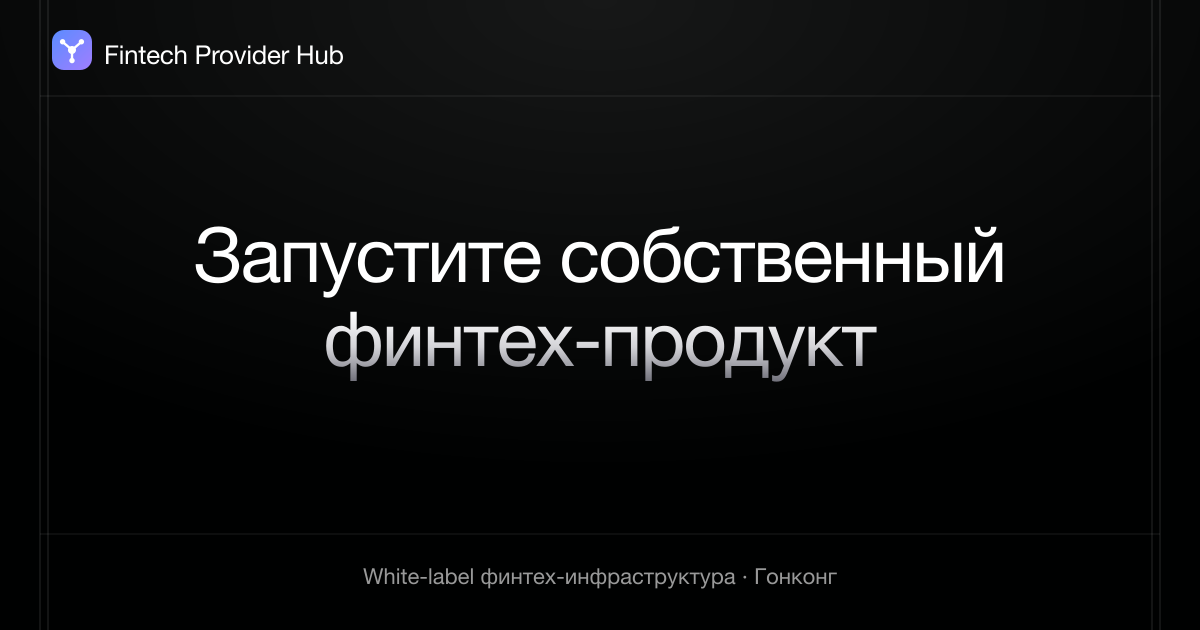 Fintech Provider Hub
Запустите собственный
финтех-продукт
White-label финтех-инфраструктура · Гонконг